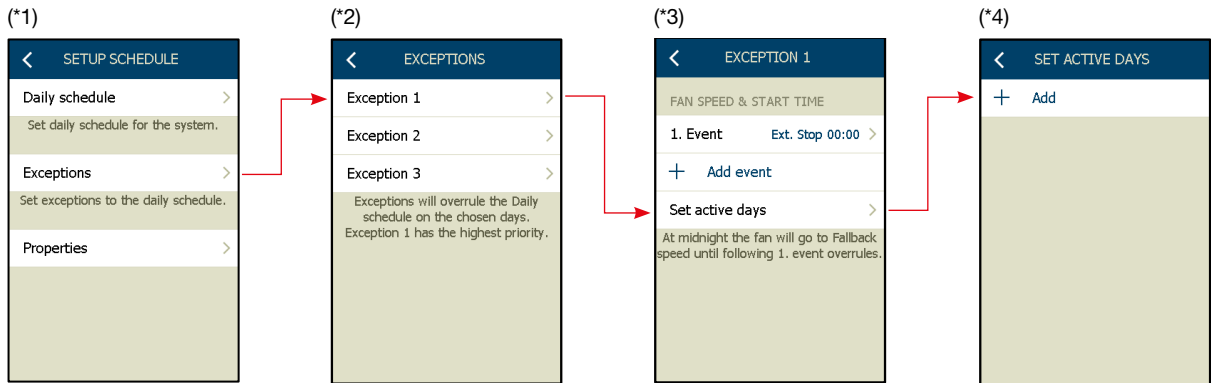 (*1)
SETUP SCHEDULE
Daily schedule
Set daily schedule for the system.
Exceptions
Set exceptions to the daily schedule.
Properties
(*2)
EXCEPTIONS
Exception 1
Exception 2
Exception 3
Exceptions will overrule the Daily
schedule on the chosen days.
Exception 1 has the highest priority.
(*3)
EXCEPTION 1
FAN SPEED & START TIME
1. Event Ext. Stop 00:00
+ Add event
Set active days
At midnight the fan will go to Fallback
speed until following 1. event overrules.
(*4)
SET ACTIVE DAYS
+ Add